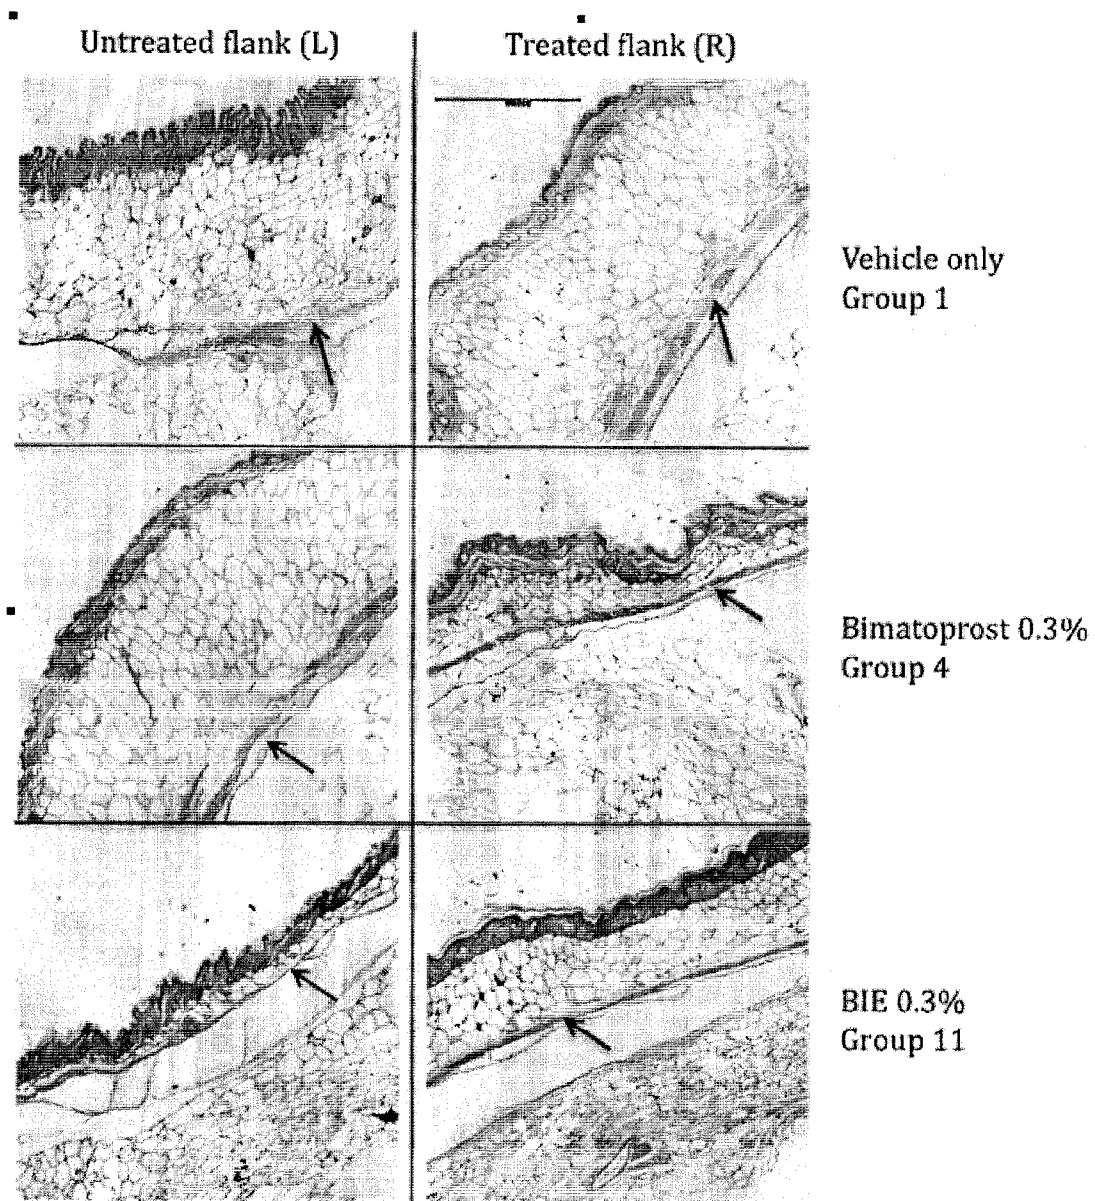 Untreated flank (L)
Treated flank (R)
Vehicle only
Group 1
Bimatoprost 0.3%
Group 4
BIE 0.3%
Group 11